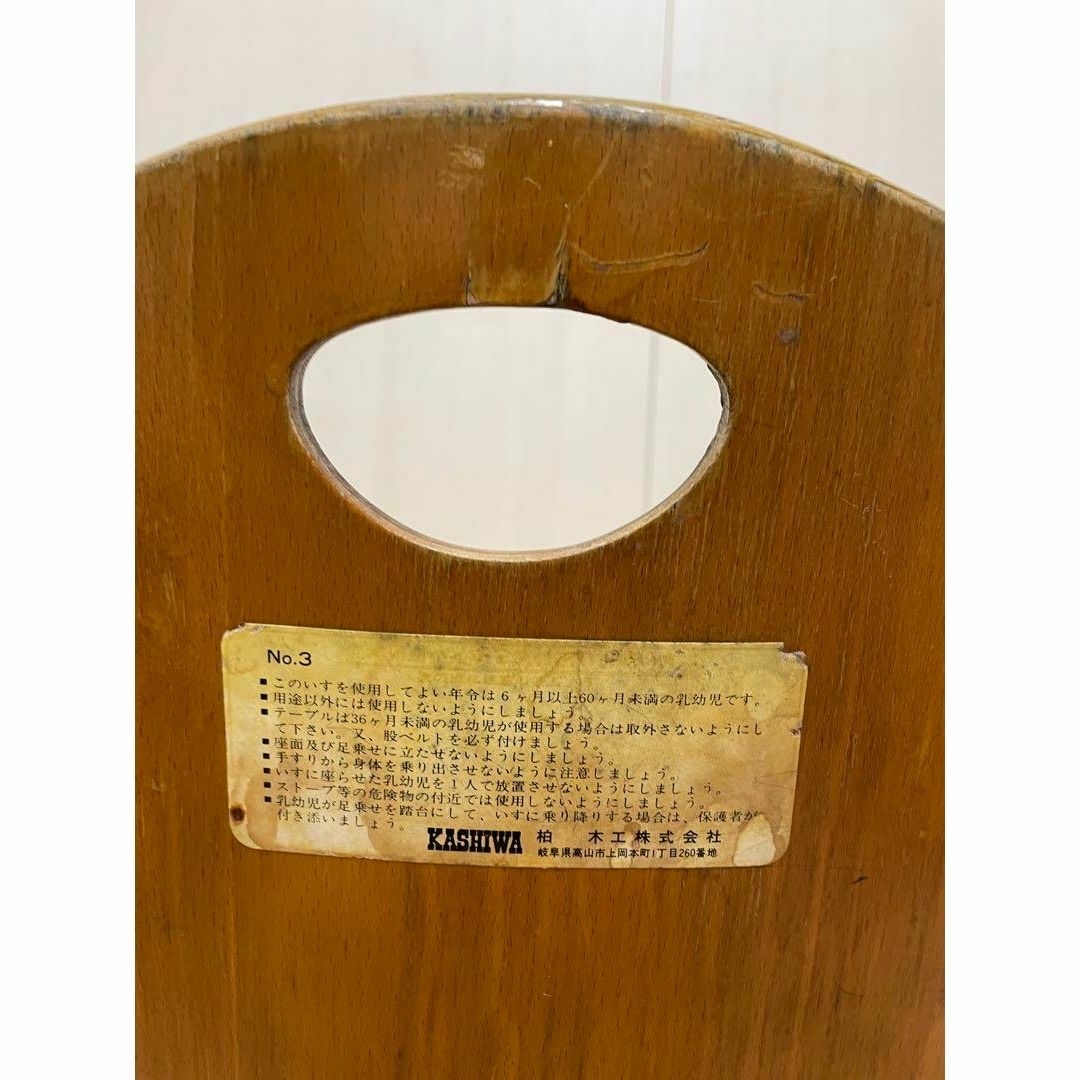 No.3
■このいすを使用してよい年令は6ヶ月以上60ヶ月未満の乳幼児です。
■用途以外には使用しないようにしましょう。
■テーブルは36ヶ月未満の乳幼児が使用する場合は取外さないようにし
て下さい。又、股ベルトを必ず付けましょう。
■座面及び足乗せに立たせないようにしましょう。
■手すりから身体を乗り出させないように注意しましょう。
■いすに座らせた乳幼児を1人で放置させないようにしましょう。
■ストーブ等の危険物の付近では使用しないようにしましょう。
■乳幼児が足乗せを踏台にして、いすに乗り降りする場合は、保護者が
付き添いましょう。
KASHIWA 柏 木工株式会社
岐阜県高山市上岡本町1丁目260番地